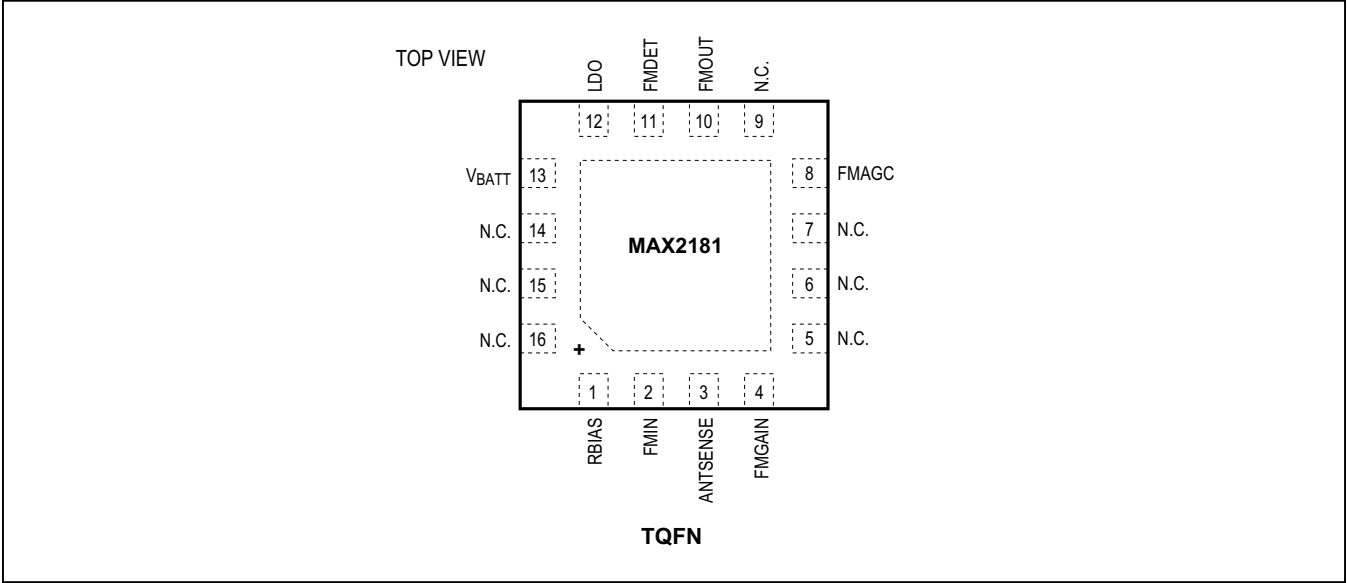 TOP VIEW
LDO
FMDET
FMOUT
N.C.
12 11 10 9
VBATT 13
8 FMAGC
N.C. 14
7 N.C.
MAX2181
N.C. 15
6 N.C.
N.C. 16
5 N.C.
+
1 2 3 4
RBIAS
FMIN
ANTSENSE
FMGAIN
TQFN